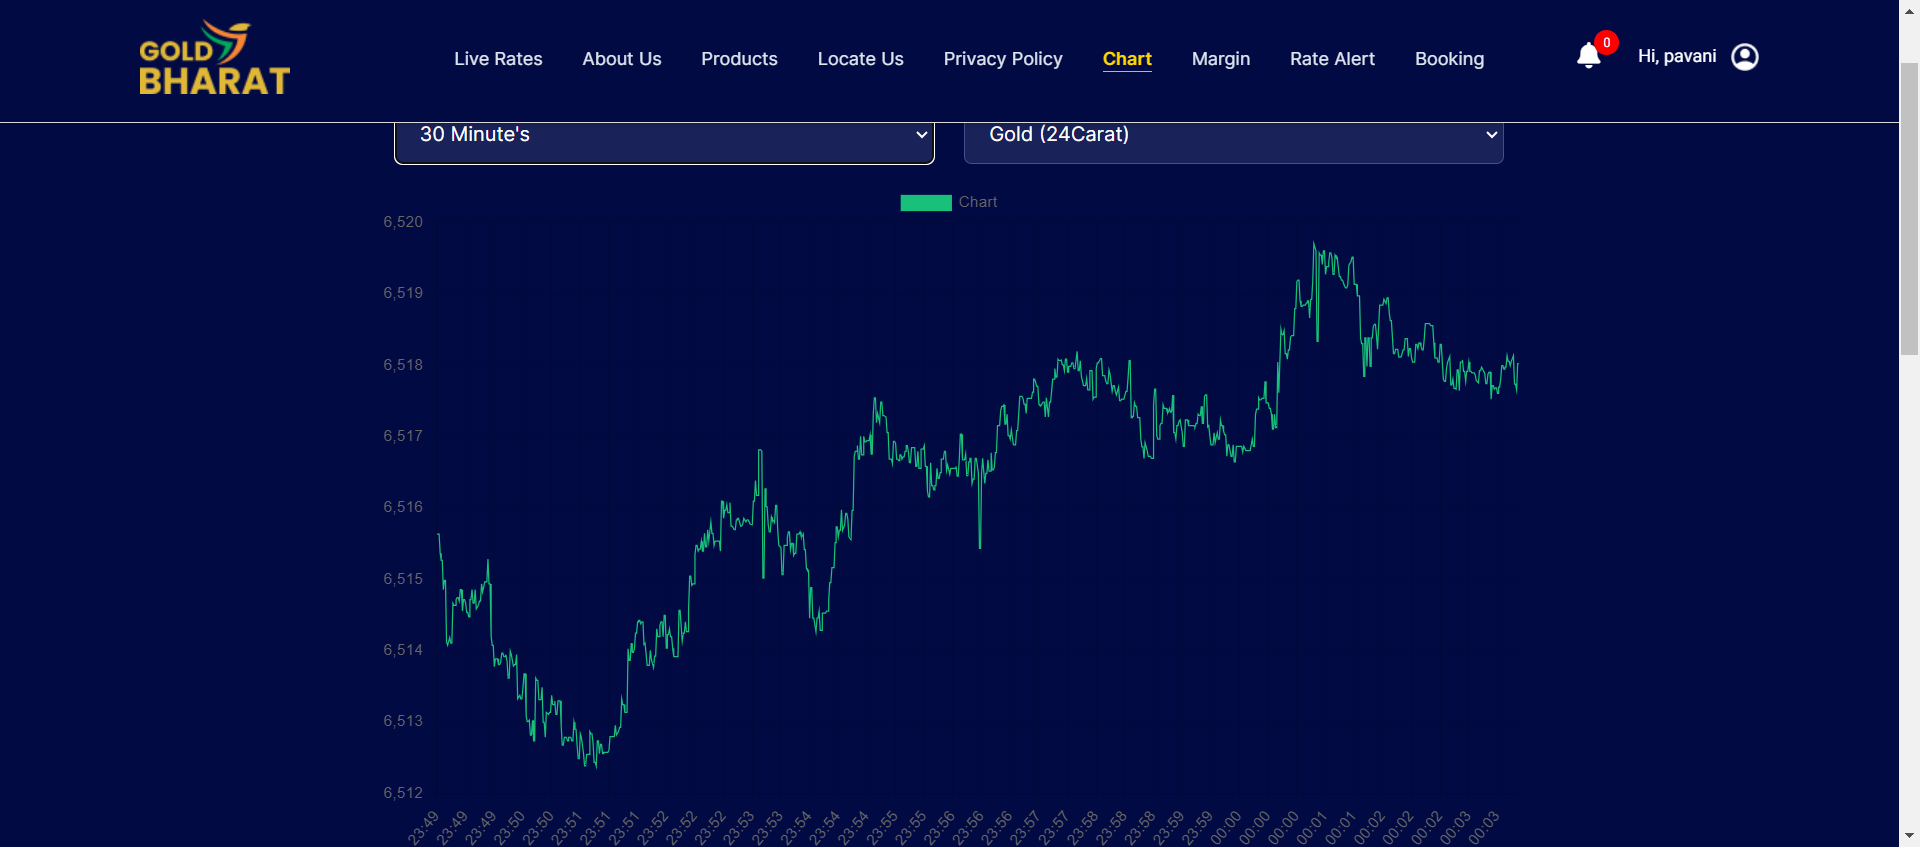 GOLD
BHARAT
Live Rates About Us Products Locate Us Privacy Policy Chart Margin Rate Alert Booking 0 Hi, pavani
30 Minute's Gold (24Carat)
Chart
6,520
6,519
6,518
6,517
6,516
6,515
6,514
6,513
6,512
23:49 23:49 23:49 23:50 23:50 23:51 23:51 23:51 23:52 23:52 23:52 23:53 23:53 23:54 23:54 23:54 23:55 23:55 23:56 23:56 23:56 23:57 23:57 23:58 23:58 23:58 23:59 23:59 00:00 00:00 00:00 00:01 00:01 00:02 00:02 00:02 00:03 00:03